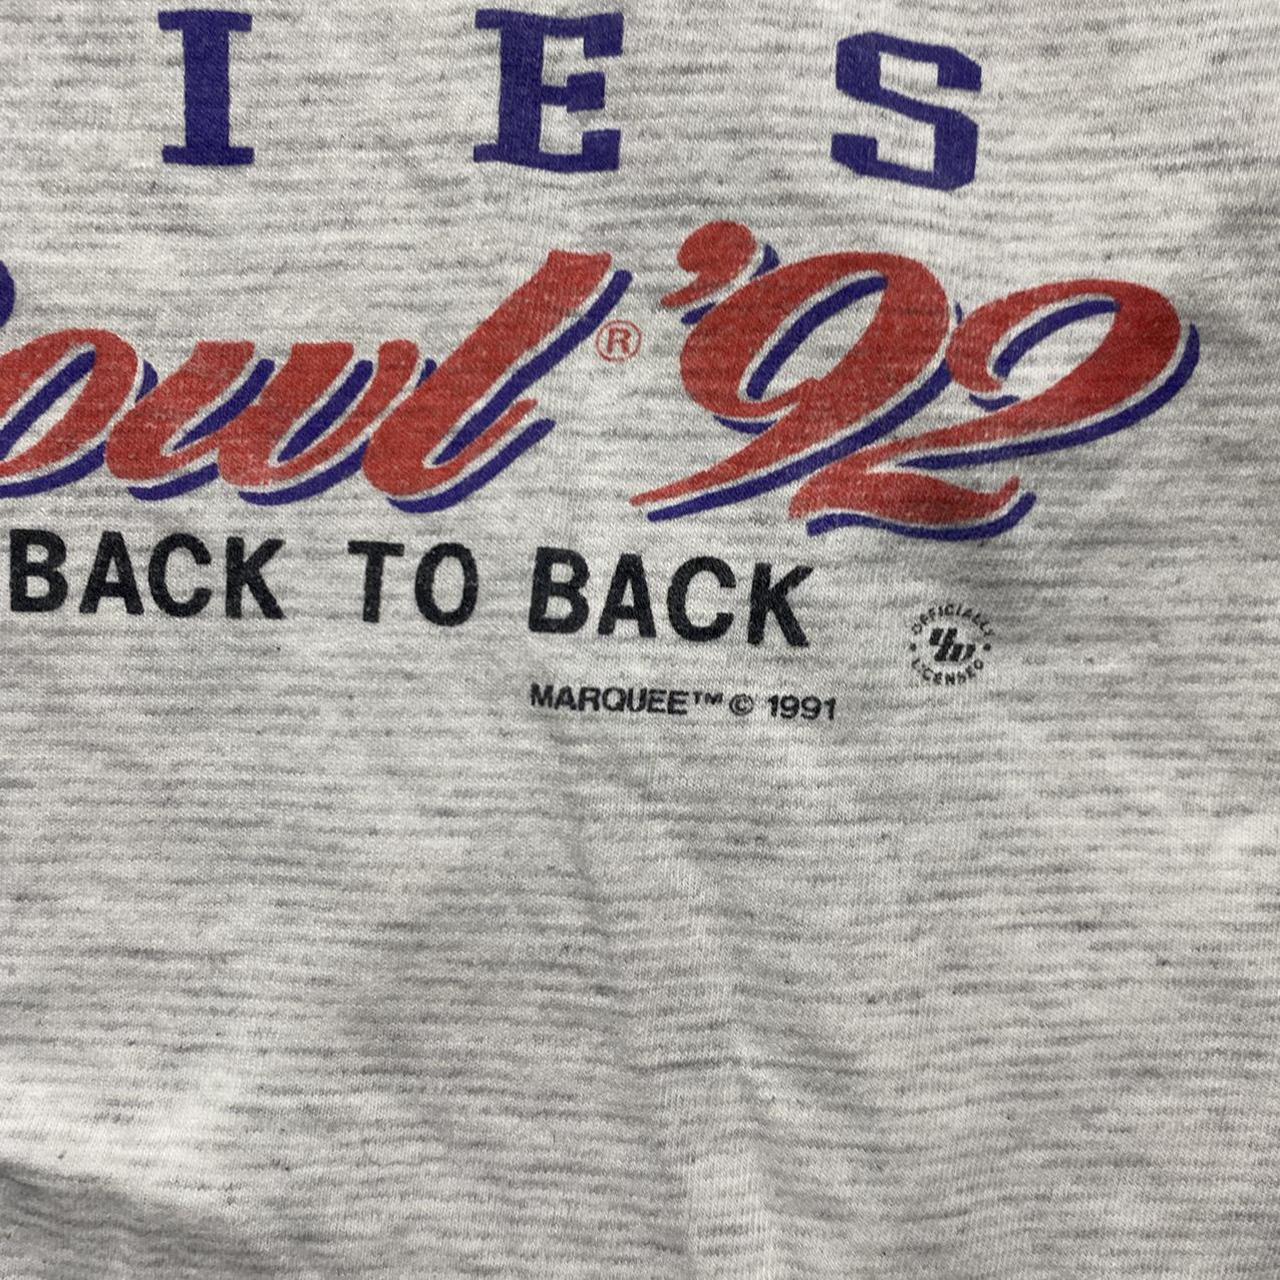 IES
owl® '92
BACK TO BACK
OFFICIALLY LICENSED
MARQUEE™ © 1991